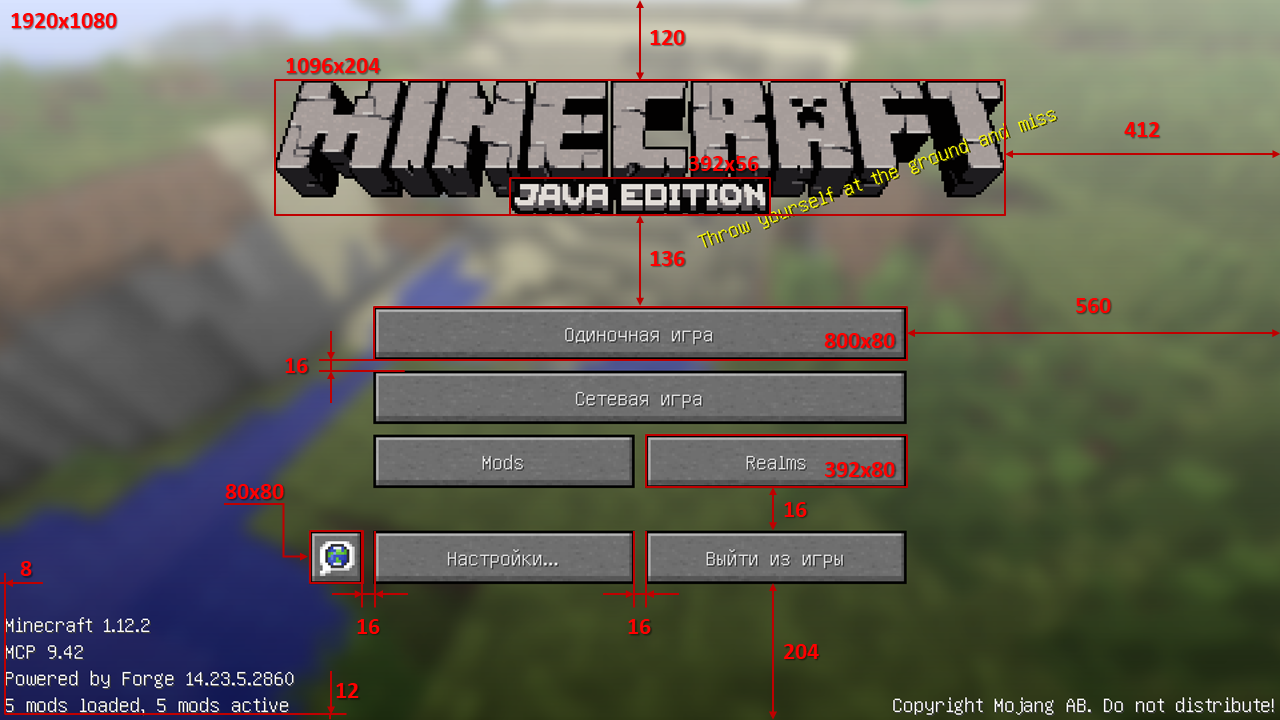 1920x1080
120
1096x204
MINECRAFT
412
392x56
JAVA EDITION
Throw yourself at the ground and miss
136
560
Одиночная игра
800x80
16
Сетевая игра
Mods
Realms
392x80
80x80
16
Настройки...
Выйти из игры
8
16
16
Minecraft 1.12.2
MCP 9.42
204
Powered by Forge 14.23.5.2860
12
5 mods loaded, 5 mods active
Copyright Mojang AB. Do not distribute!